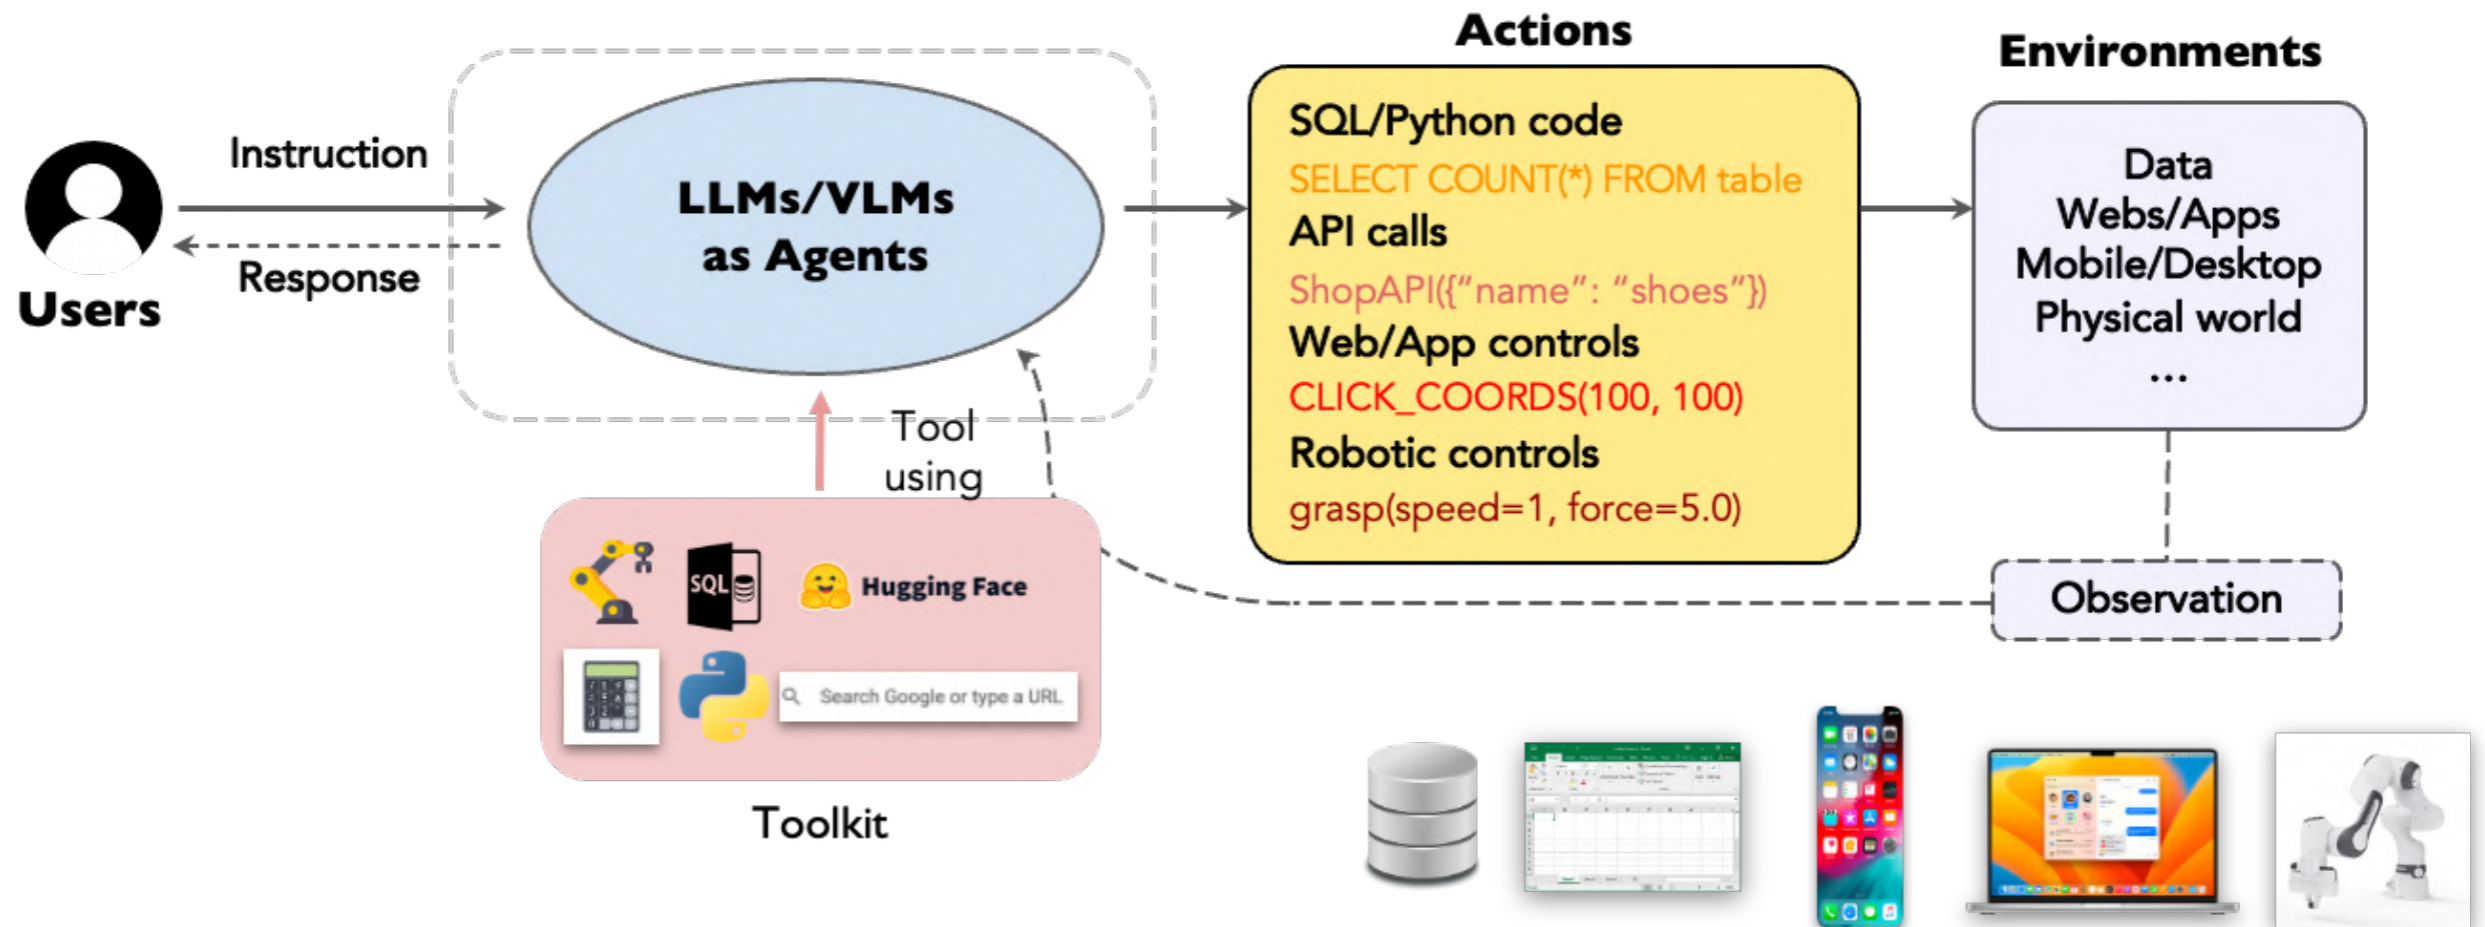 Actions
Environments
Instruction
Response
Users
LLMs/VLMs
as Agents
SQL/Python code
SELECT COUNT(*) FROM table
API calls
ShopAPI({“name”: “shoes”})
Web/App controls
CLICK_COORDS(100, 100)
Robotic controls
grasp(speed=1, force=5.0)
Data
Webs/Apps
Mobile/Desktop
Physical world
...
Tool
using
SQL
Hugging Face
Search Google or type a URL
Toolkit
Observation